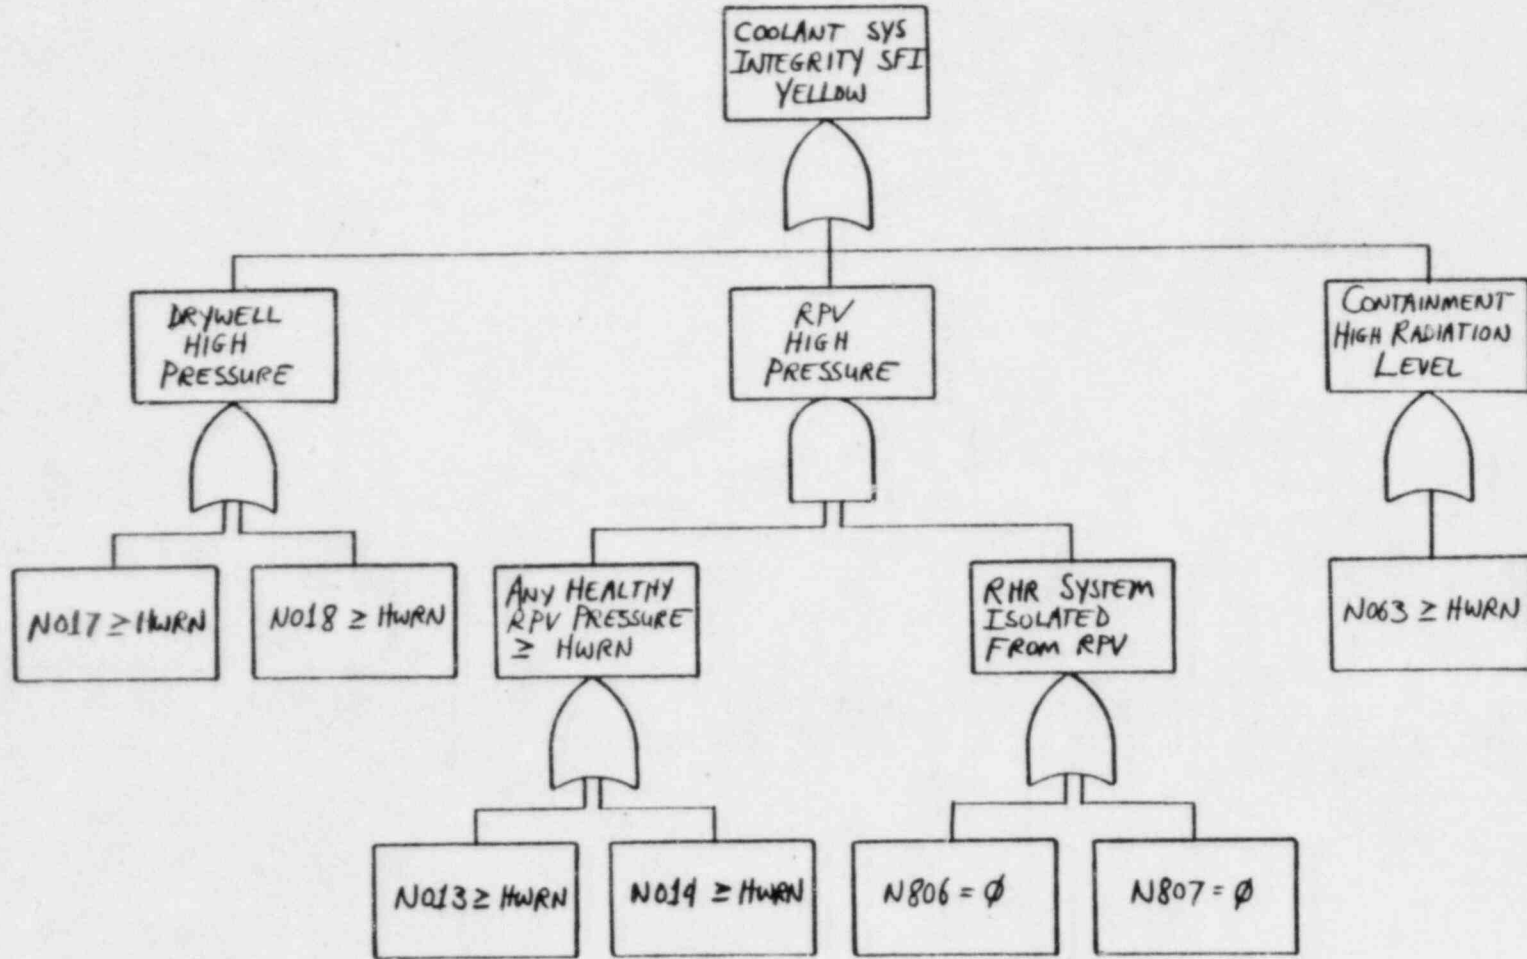 COOLANT SYS
INTEGRITY SFI
YELLOW
DRYWELL
HIGH
PRESSURE
RPV
HIGH
PRESSURE
CONTAINMENT
HIGH RADIATION
LEVEL
N017 ≥ HWRN
N018 ≥ HWRN
ANY HEALTHY
RPV PRESSURE
≥ HWRN
RHR SYSTEM
ISOLATED
FROM RPV
N063 ≥ HWRN
N013 ≥ HWRN
N014 ≥ HWRN
N806 = Ø
N807 = Ø